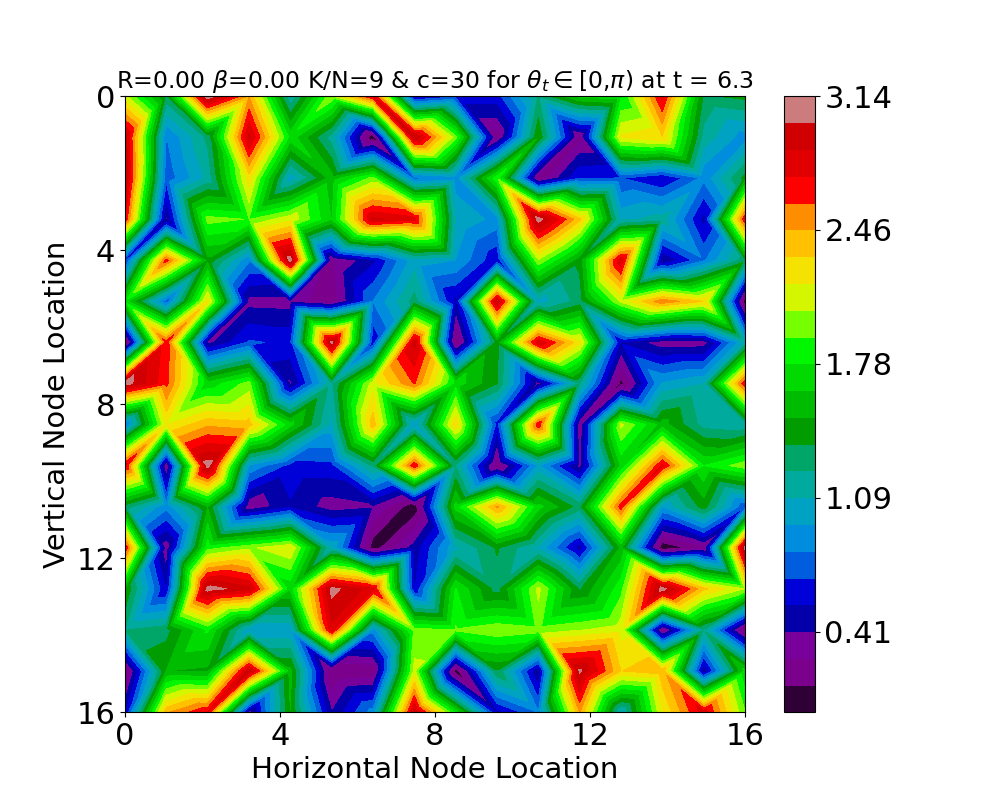 R=0.00 β=0.00 K/N=9 & c=30 for θ_t ∈ [0,π) at t = 6.3
0
4
8
12
16
0 4 8 12 16
Vertical Node Location
Horizontal Node Location
3.14
2.46
1.78
1.09
0.41